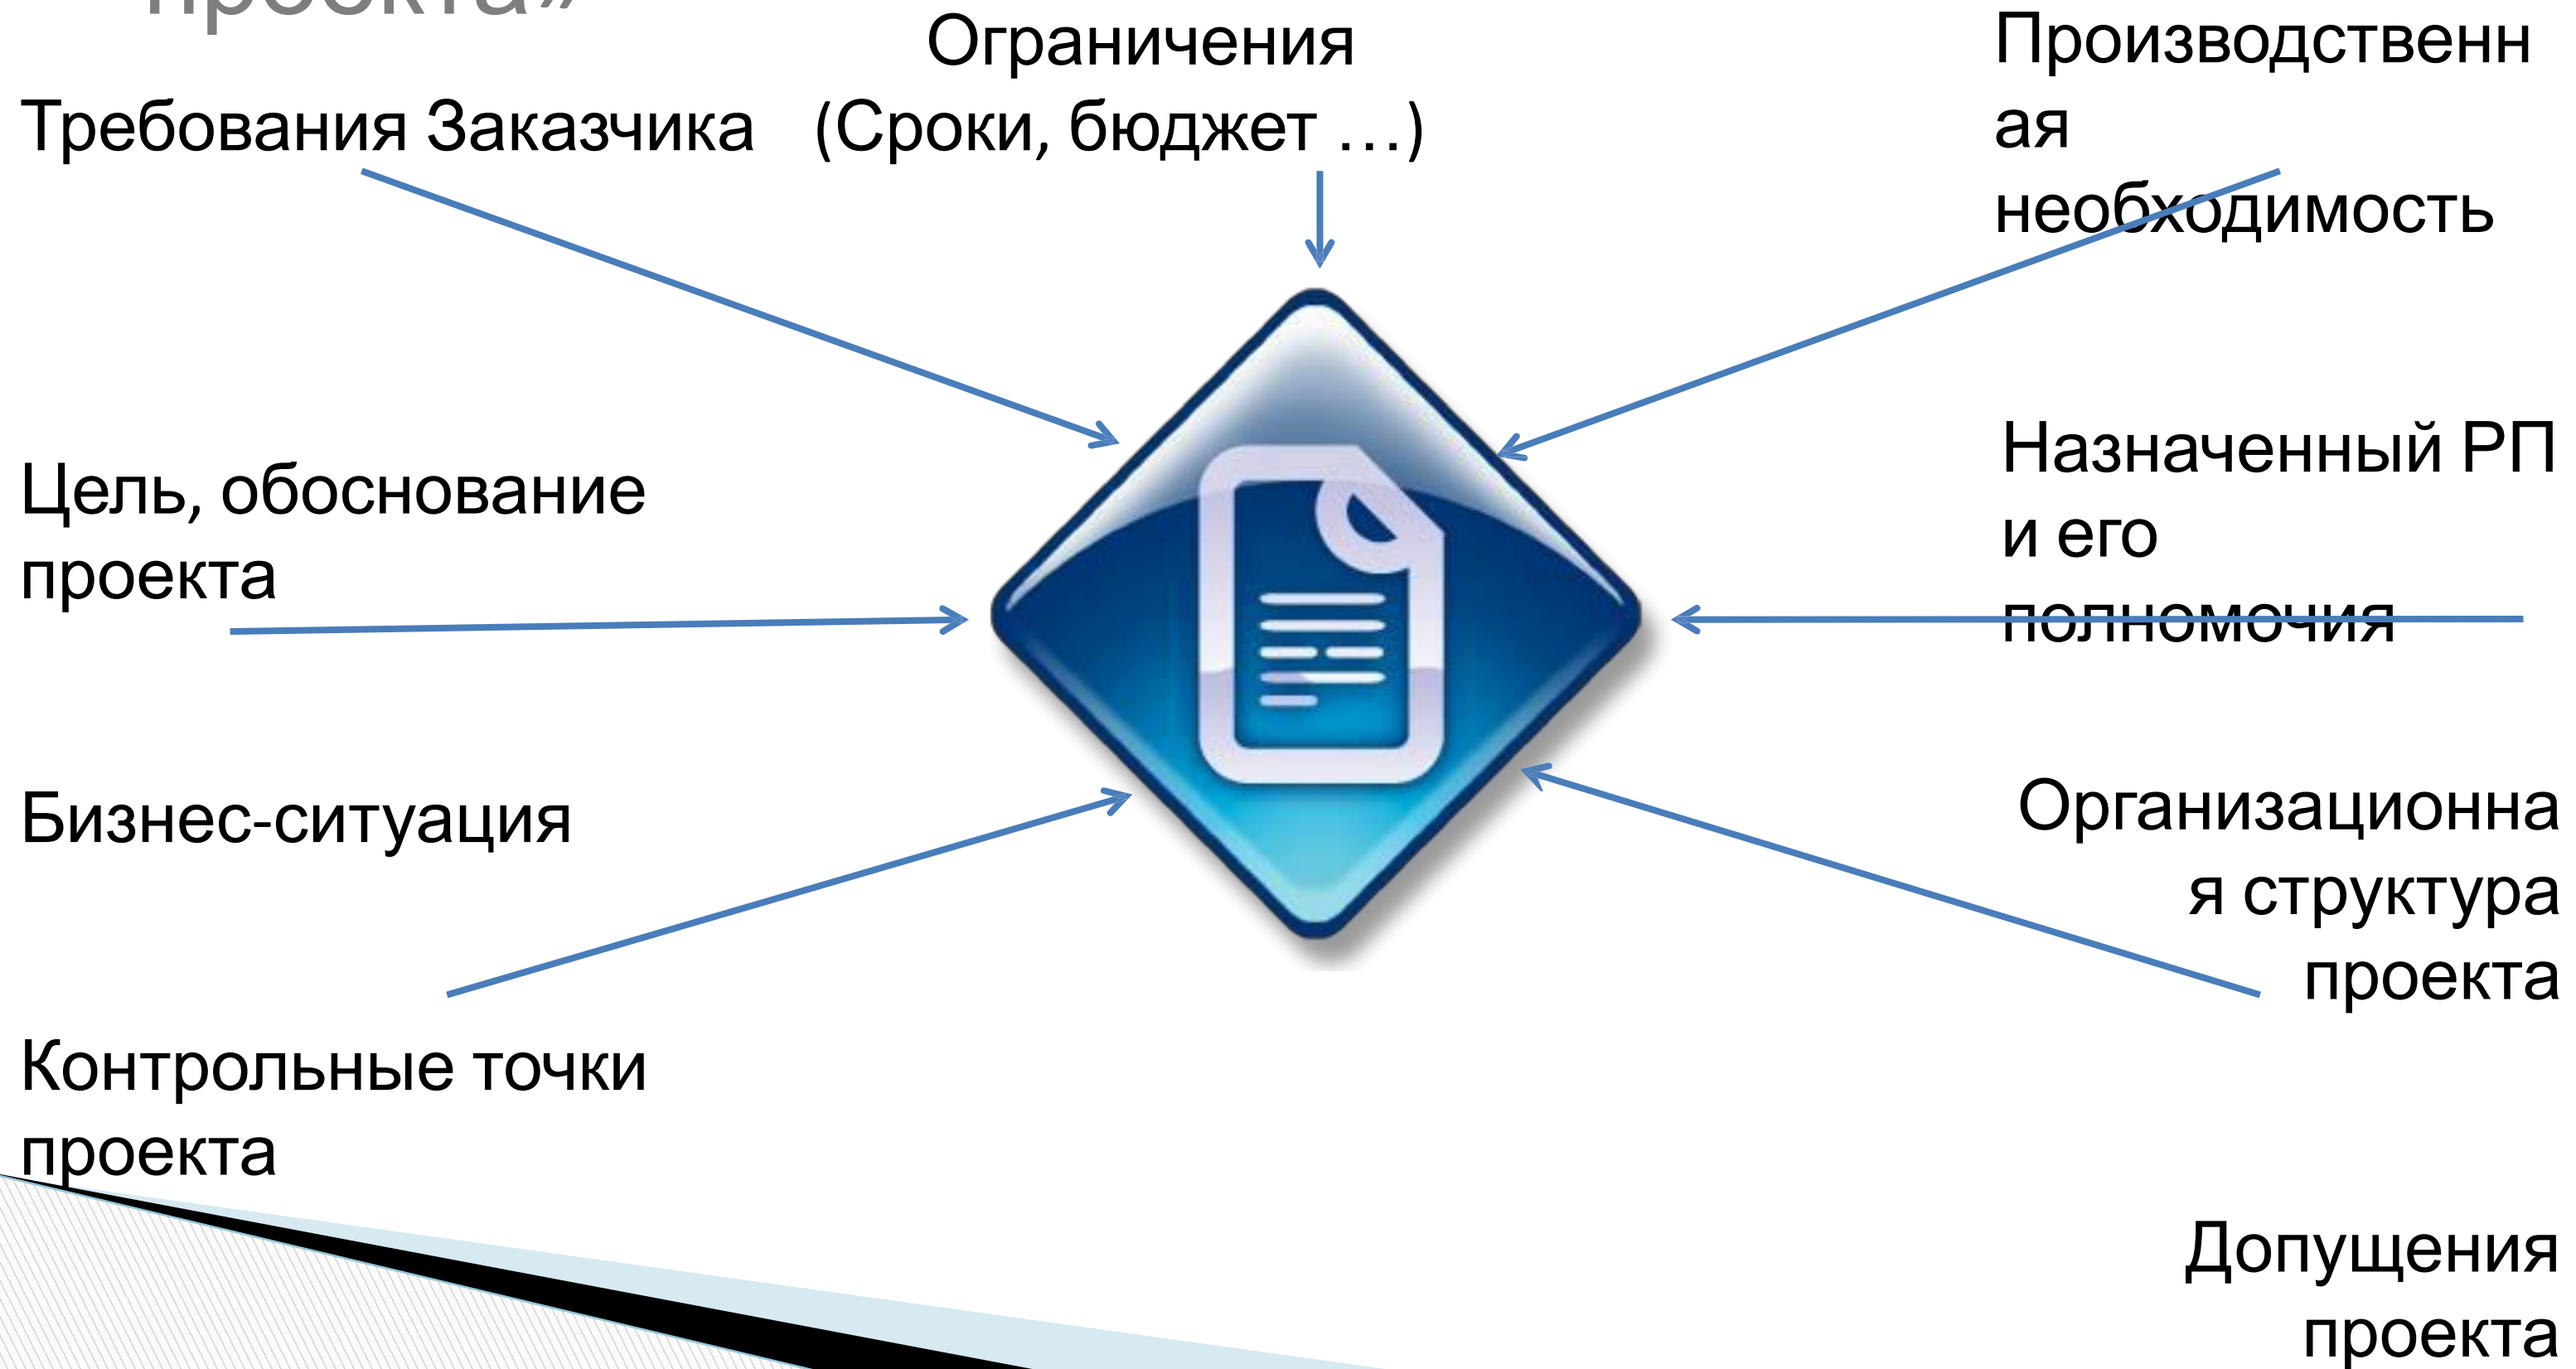 проекта»
Ограничения
(Сроки, бюджет ...)
Требования Заказчика
Производственн
ая
необходимость
Цель, обоснование
проекта
Назначенный РП
и его
полномочия
Бизнес-ситуация
Организационна
я структура
проекта
Контрольные точки
проекта
Допущения
проекта